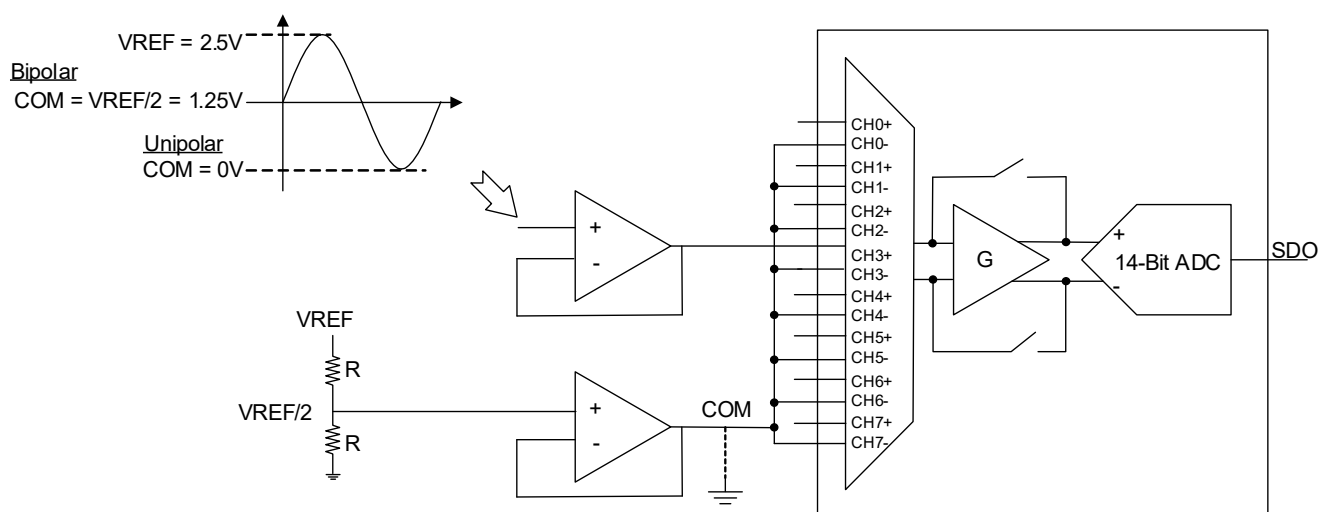 VREF = 2.5V
Bipolar
COM = VREF/2 = 1.25V
Unipolar
COM = 0V
+
-
VREF
R
VREF/2
R
+
-
COM
CH0+
CH0-
CH1+
CH1-
CH2+
CH2-
CH3+
CH3-
CH4+
CH4-
CH5+
CH5-
CH6+
CH6-
CH7+
CH7-
G
+
14-Bit ADC
-
SDO